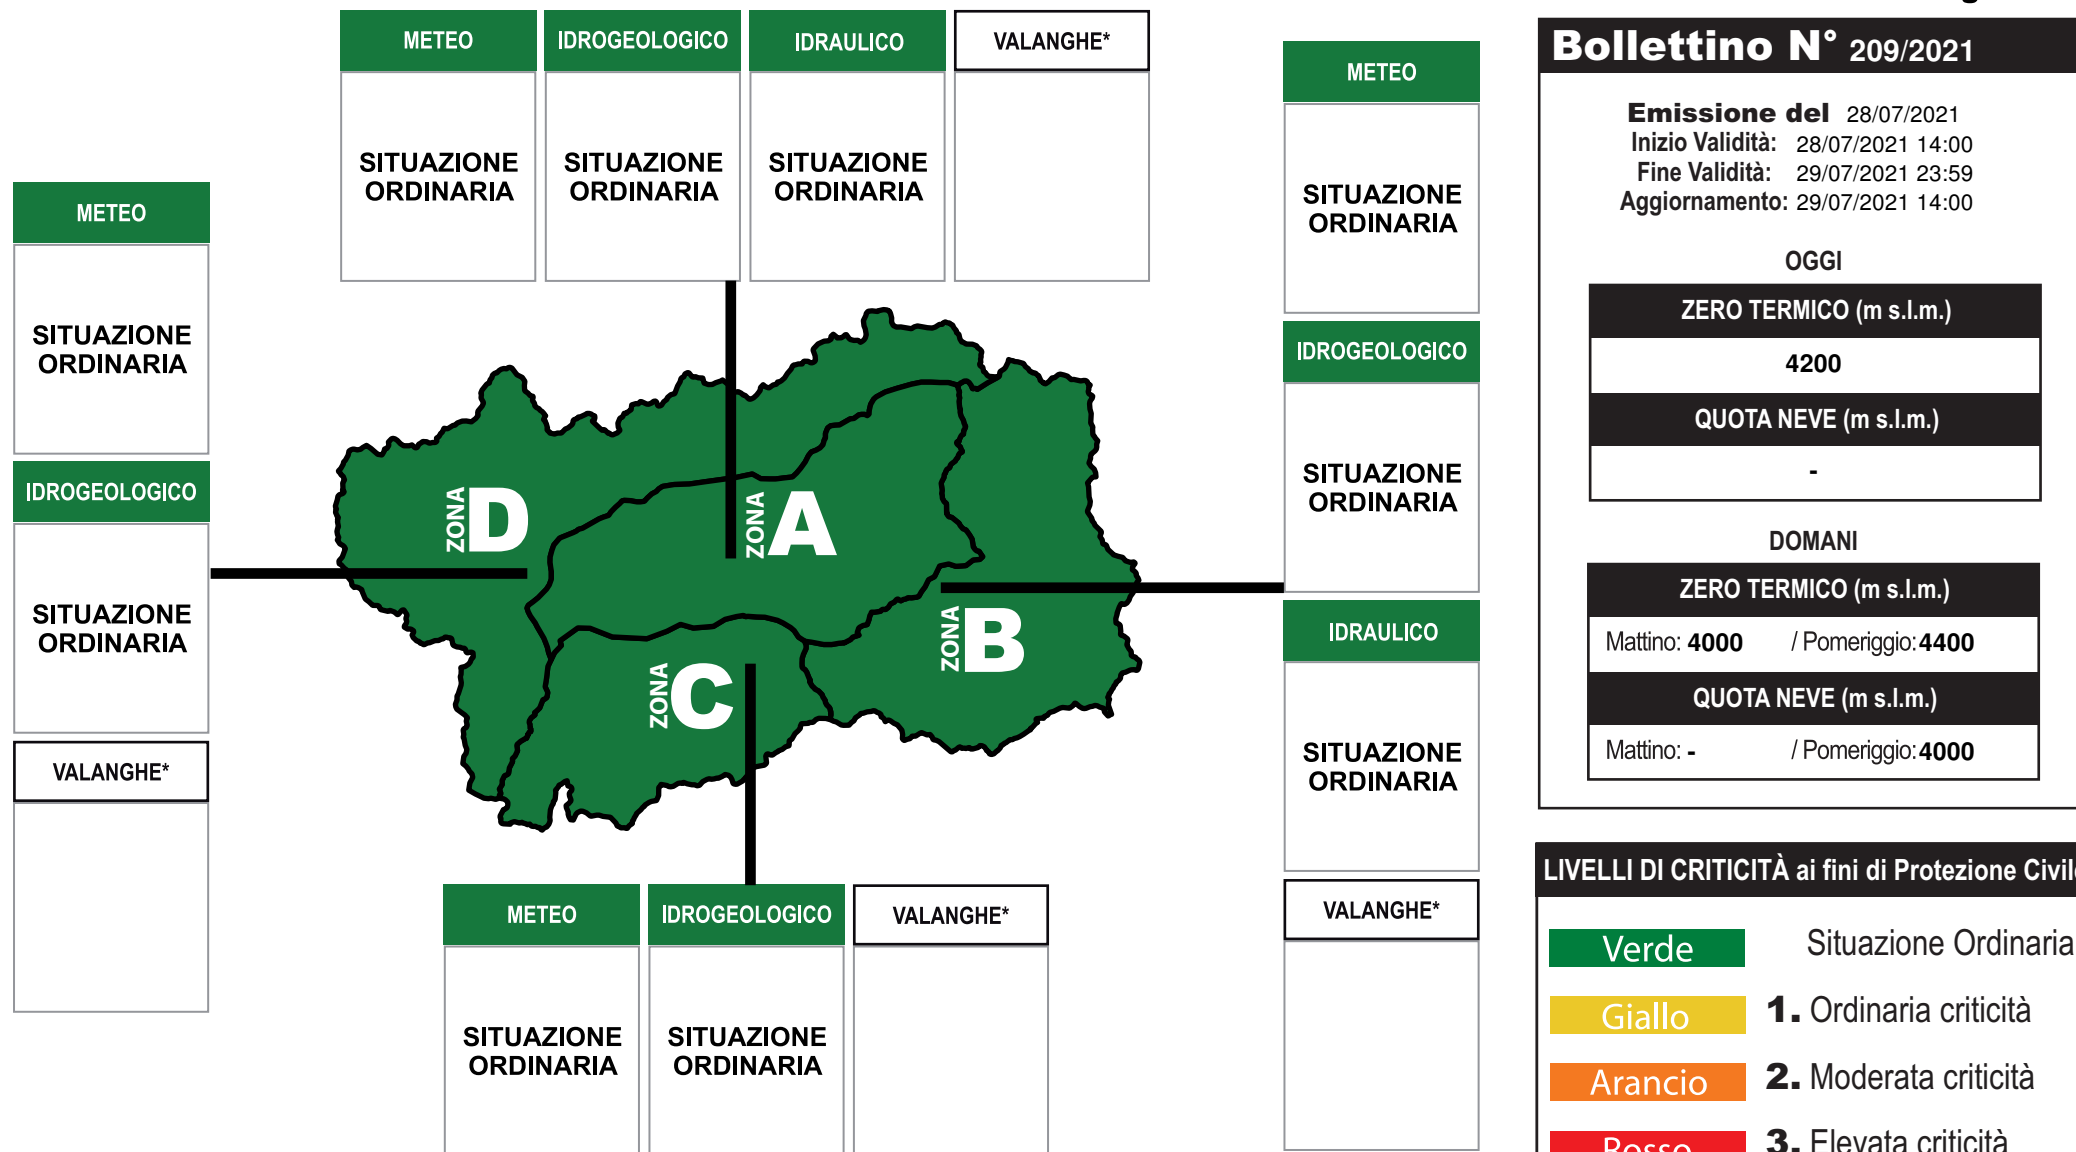 METEO IDROGEOLOGICO IDRAULICO VALANGHE*
SITUAZIONE ORDINARIA
SITUAZIONE ORDINARIA
SITUAZIONE ORDINARIA
METEO
SITUAZIONE
ORDINARIA
IDROGEOLOGICO
SITUAZIONE
ORDINARIA
VALANGHE*
ZONA D
ZONA A
ZONA B
ZONA C
METEO
SITUAZIONE
ORDINARIA
IDROGEOLOGICO
SITUAZIONE
ORDINARIA
IDRAULICO
SITUAZIONE
ORDINARIA
VALANGHE*
METEO IDROGEOLOGICO VALANGHE*
SITUAZIONE ORDINARIA
SITUAZIONE ORDINARIA
Bollettino N° 209/2021
Emissione del 28/07/2021
Inizio Validità: 28/07/2021 14:00
Fine Validità: 29/07/2021 23:59
Aggiornamento: 29/07/2021 14:00
OGGI
ZERO TERMICO (m s.l.m.)
4200
QUOTA NEVE (m s.l.m.)
-
DOMANI
ZERO TERMICO (m s.l.m.)
Mattino: 4000 / Pomeriggio: 4400
QUOTA NEVE (m s.l.m.)
Mattino: - / Pomeriggio: 4000
LIVELLI DI CRITICITÀ ai fini di Protezione Civile
Verde Situazione Ordinaria
Giallo 1. Ordinaria criticità
Arancio 2. Moderata criticità
Rosso 3. Elevata criticità